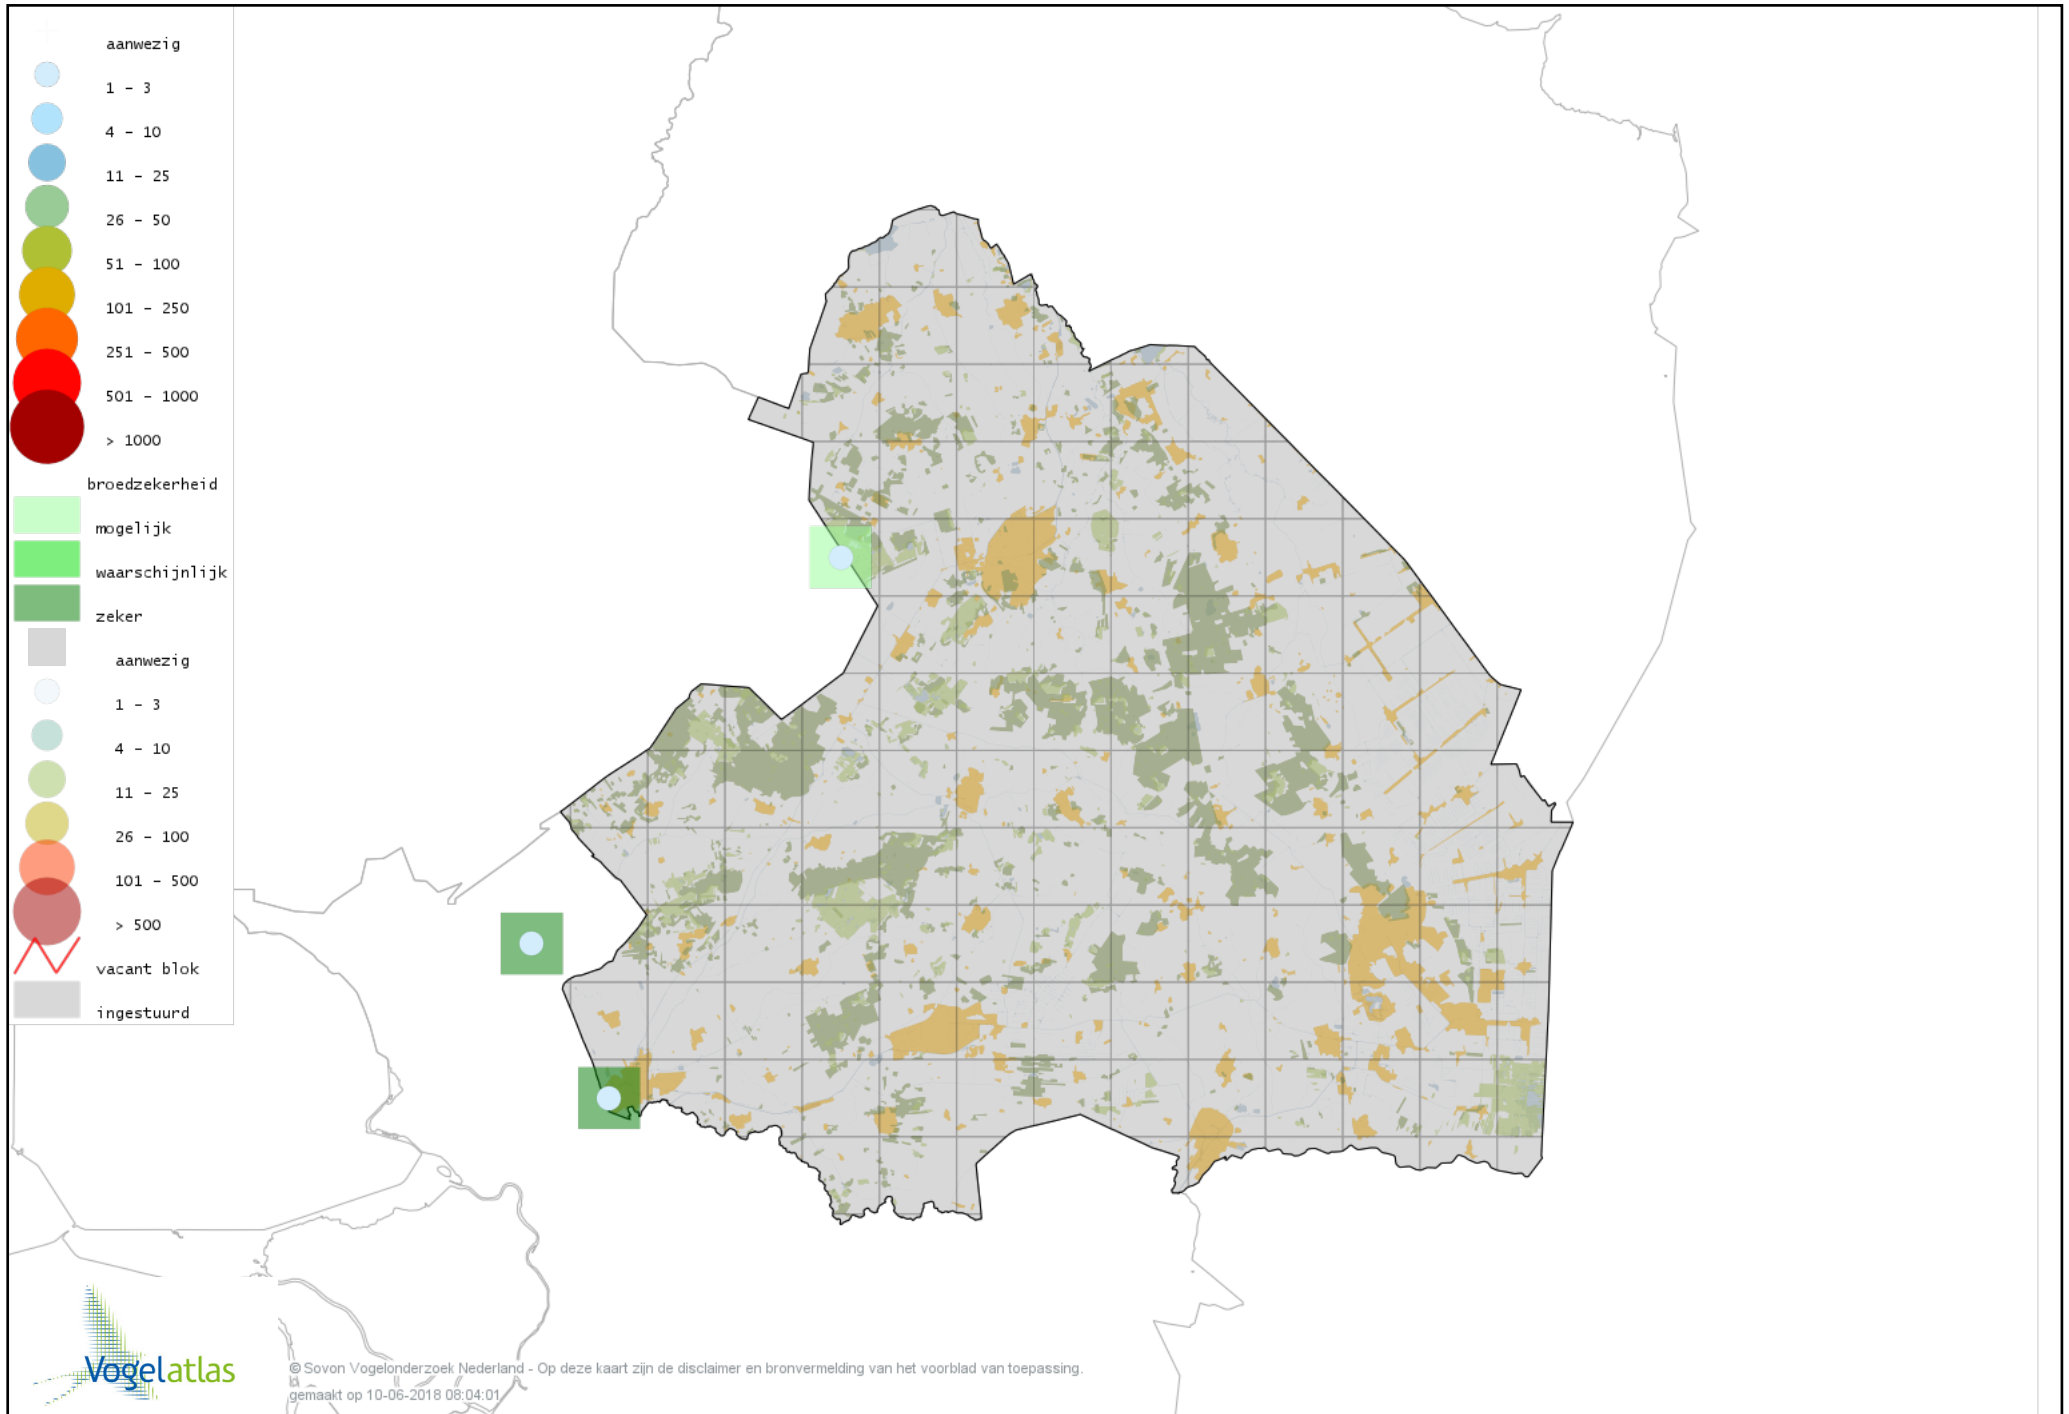 aanwezig
1 - 3
4 - 10
11 - 25
26 - 50
51 - 100
101 - 250
251 - 500
501 - 1000
> 1000
broedzekerheid
mogelijk
waarschijnlijk
zeker
aanwezig
1 - 3
4 - 10
11 - 25
26 - 100
101 - 500
> 500
vacant blok
ingestuurd
Vogelatlas
© Sovon Vogelonderzoek Nederland - Op deze kaart zijn de disclaimer en bronvermelding van het voorblad van toepassing.
gemaakt op 10-06-2018 08:04:01